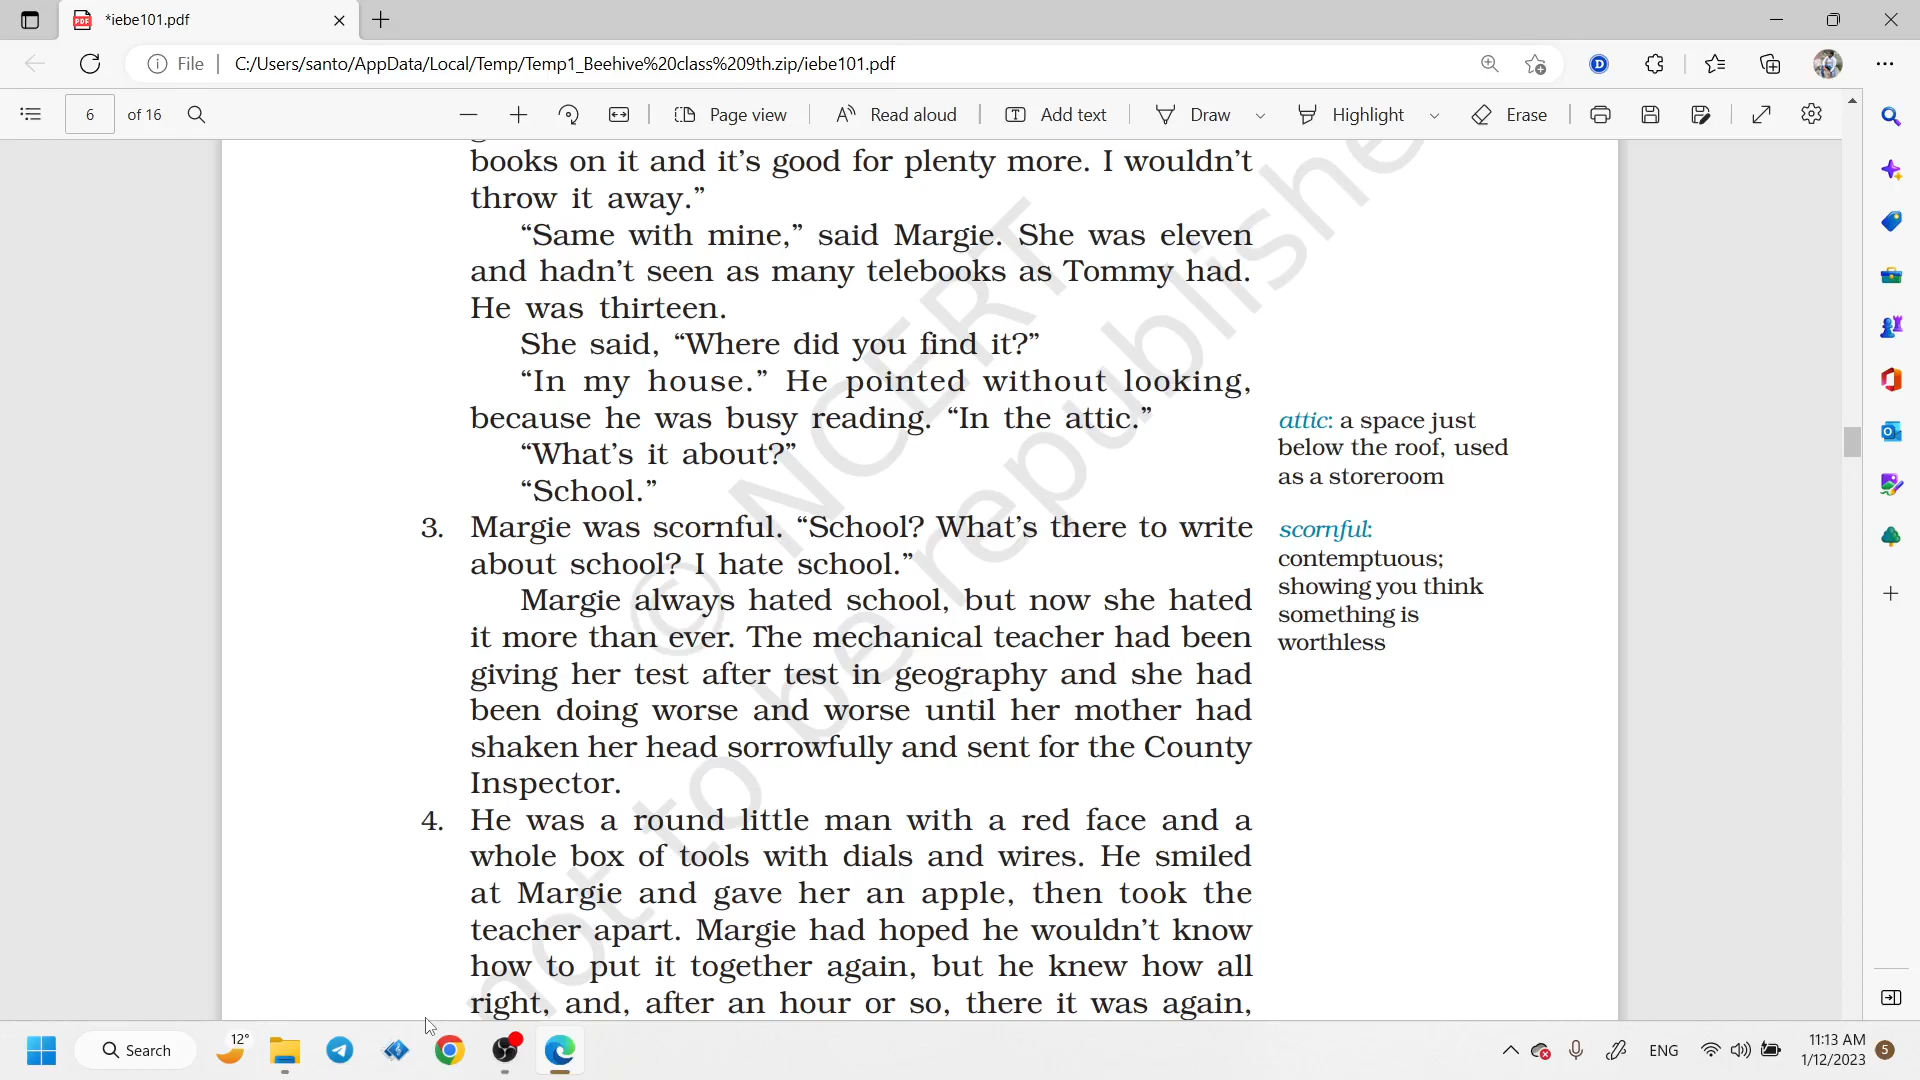 *iebe101.pdf
File
C:/Users/santo/AppData/Local/Temp/Temp1_Beehive%20class%209th.zip/iebe101.pdf
6 of 16
Page view
Read aloud
Add text
Draw
Highlight
Erase
books on it and it’s good for plenty more. I wouldn’t
throw it away.”
“Same with mine,” said Margie. She was eleven
and hadn’t seen as many telebooks as Tommy had.
He was thirteen.
She said, “Where did you find it?”
“In my house.” He pointed without looking,
because he was busy reading. “In the attic.”
“What’s it about?”
“School.”
3. Margie was scornful. “School? What’s there to write
about school? I hate school.”
Margie always hated school, but now she hated
it more than ever. The mechanical teacher had been
giving her test after test in geography and she had
been doing worse and worse until her mother had
shaken her head sorrowfully and sent for the County
Inspector.
4. He was a round little man with a red face and a
whole box of tools with dials and wires. He smiled
at Margie and gave her an apple, then took the
teacher apart. Margie had hoped he wouldn’t know
how to put it together again, but he knew how all
right, and, after an hour or so, there it was again,
attic: a space just
below the roof, used
as a storeroom
scornful:
contemptuous;
showing you think
something is
worthless
© NCERT
not to be republishe
12°
Search
ENG
11:13 AM
1/12/2023
5